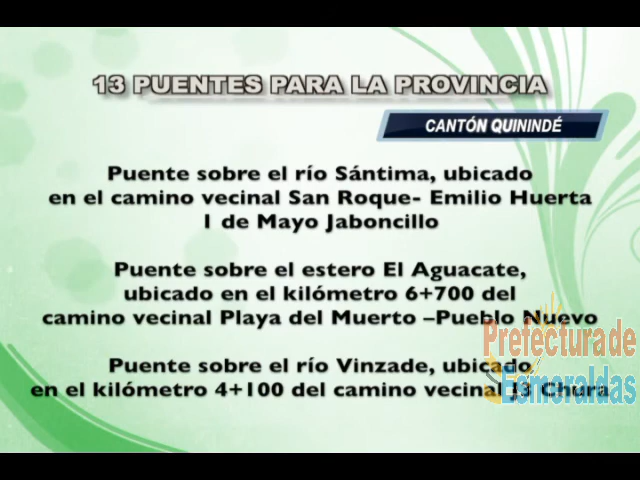 13 PUENTES PARA LA PROVINCIA
CANTÓN QUININDÉ
Puente sobre el río Sántima, ubicado
en el camino vecinal San Roque- Emilio Huerta
1 de Mayo Jaboncillo
Puente sobre el estero El Aguacate,
ubicado en el kilómetro 6+700 del
camino vecinal Playa del Muerto –Pueblo Nuevo
Puente sobre el río Vinzade, ubicado
en el kilómetro 4+100 del camino vecinal J3 Chura
Prefectura de
Esmeraldas